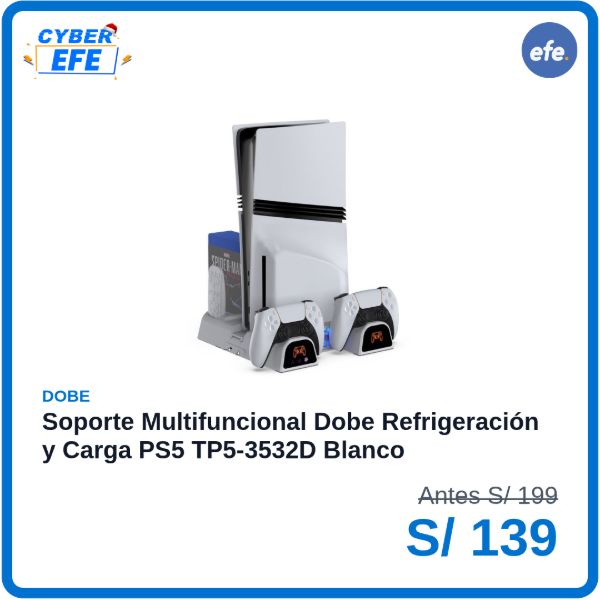 CYBER
EFE
efe.
SPIDER-MAN
DOBE
Soporte Multifuncional Dobe Refrigeración
y Carga PS5 TP5-3532D Blanco
Antes S/ 199
S/ 139